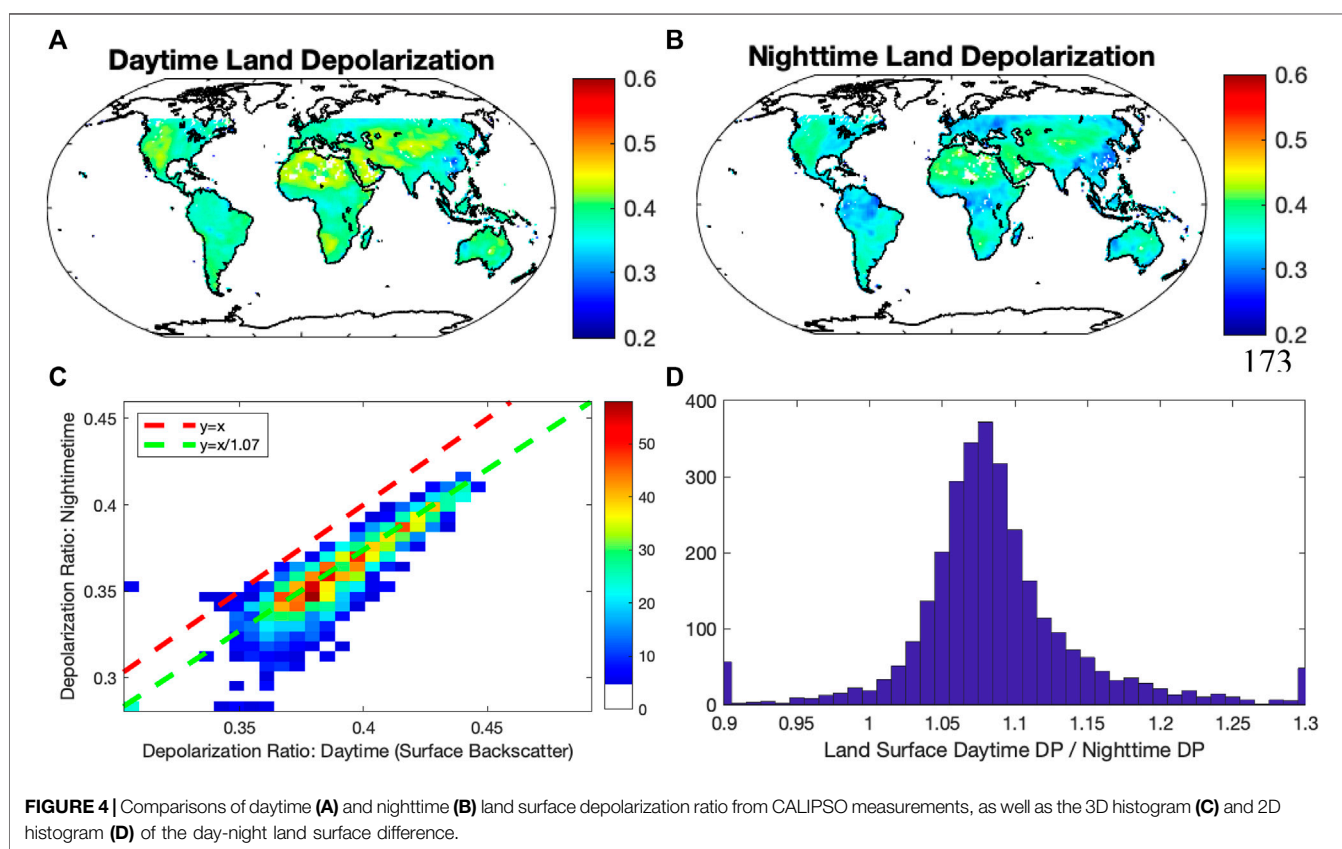 A
Daytime Land Depolarization
0.6
0.5
0.4
0.3
0.2
B
Nighttime Land Depolarization
0.6
0.5
0.4
0.3
0.2
173
C
0.45
0.4
0.35
0.3
Depolarization Ratio: Nightimetime
y=x
y=x/1.07
0.35
0.4
0.45
Depolarization Ratio: Daytime (Surface Backscatter)
50
40
30
20
10
0
D
400
300
200
100
0
0.9
0.95
1
1.05
1.1
1.15
1.2
1.25
1.3
Land Surface Daytime DP / Nighttime DP
FIGURE 4 | Comparisons of daytime (A) and nighttime (B) land surface depolarization ratio from CALIPSO measurements, as well as the 3D histogram (C) and 2D
histogram (D) of the day-night land surface difference.